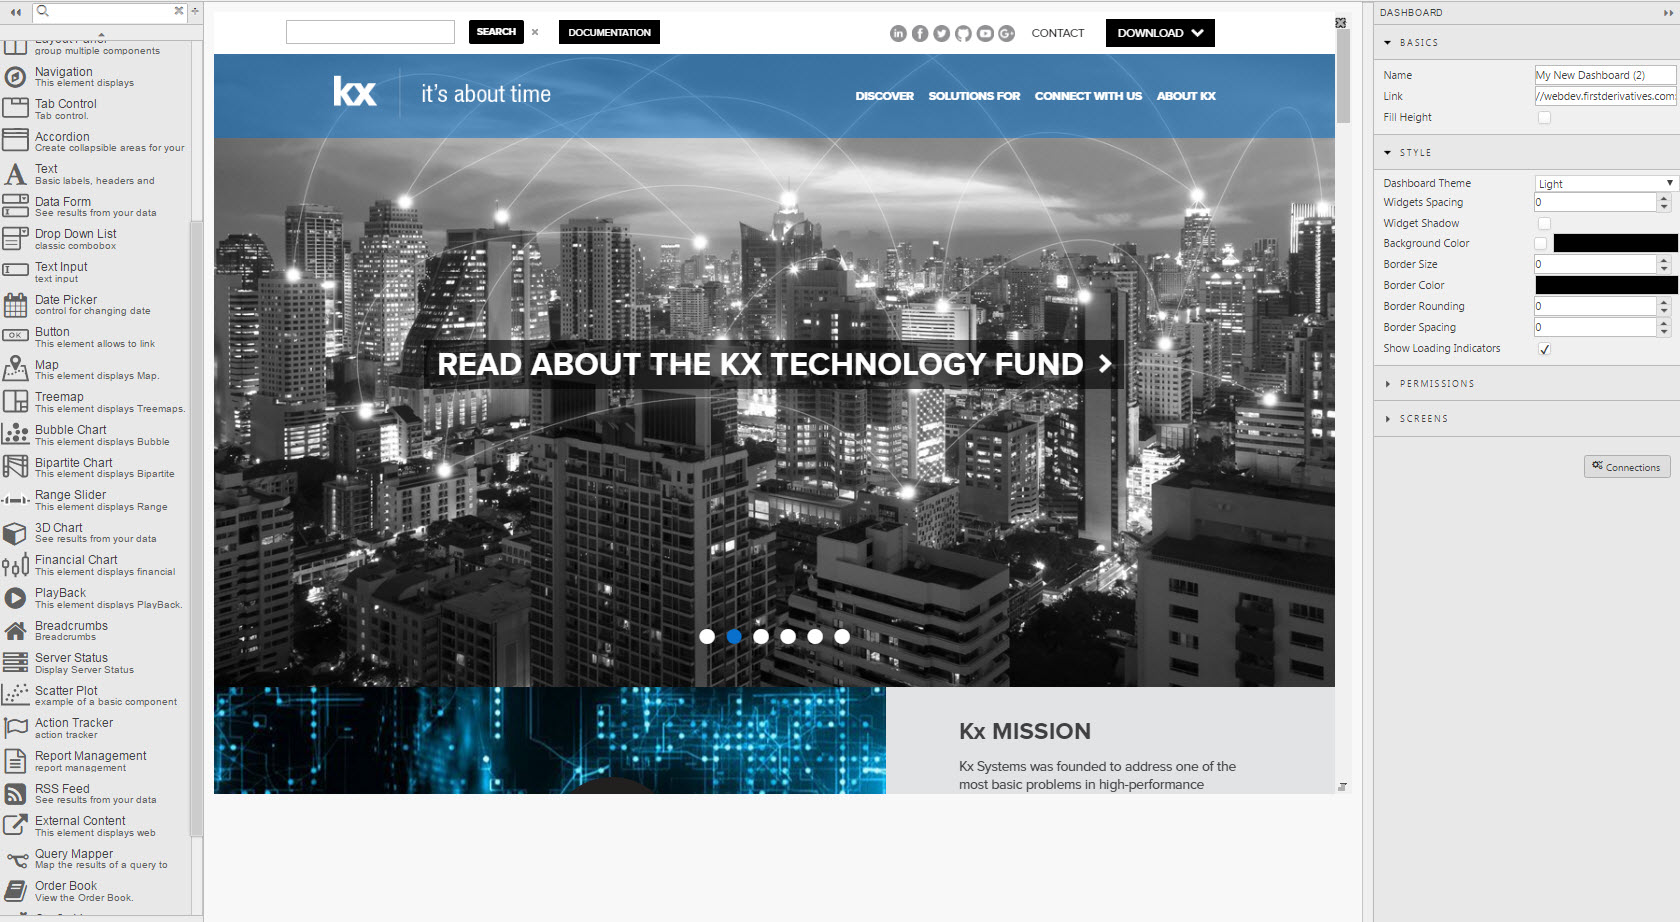 Layout Panel
group multiple components
Navigation
This element displays
Tab Control
Tab control.
Accordion
Create collapsible areas for your
Text
Basic labels, headers and
Data Form
See results from your data
Drop Down List
classic combobox
Text Input
text input
Date Picker
control for changing date
OK
Button
This element allows to link
Map
This element displays Map.
Treemap
This element displays Treemaps.
Bubble Chart
This element displays Bubble
Bipartite Chart
This element displays Bipartite
Range Slider
This element displays Range
3D Chart
See results from your data
Financial Chart
This element displays financial
PlayBack
This element displays PlayBack.
Breadcrumbs
Breadcrumbs
Server Status
Display Server Status
Scatter Plot
example of a basic component
Action Tracker
action tracker
Report Management
report management
RSS Feed
See results from your data
External Content
This element displays web
Query Mapper
Map the results of a query to
Order Book
View the Order Book.
SEARCH × DOCUMENTATION
in f G+ CONTACT DOWNLOAD
kx it's about time
DISCOVER SOLUTIONS FOR CONNECT WITH US ABOUT KX
READ ABOUT THE KX TECHNOLOGY FUND
Kx MISSION
Kx Systems was founded to address one of the
most basic problems in high-performance
DASHBOARD
BASICS
Name My New Dashboard (2)
Link //webdev.firstderivatives.com:
Fill Height
STYLE
Dashboard Theme Light
Widgets Spacing 0
Widget Shadow
Background Color
Border Size 0
Border Color
Border Rounding 0
Border Spacing 0
Show Loading Indicators
PERMISSIONS
SCREENS
Connections